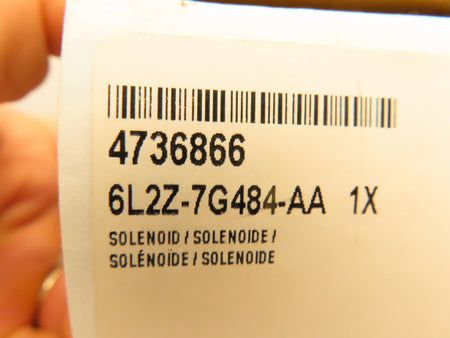 4736866
6L2Z-7G484-AA 1X
SOLENOID / SOLENOIDE /
SOLÉNOÏDE / SOLENOIDE